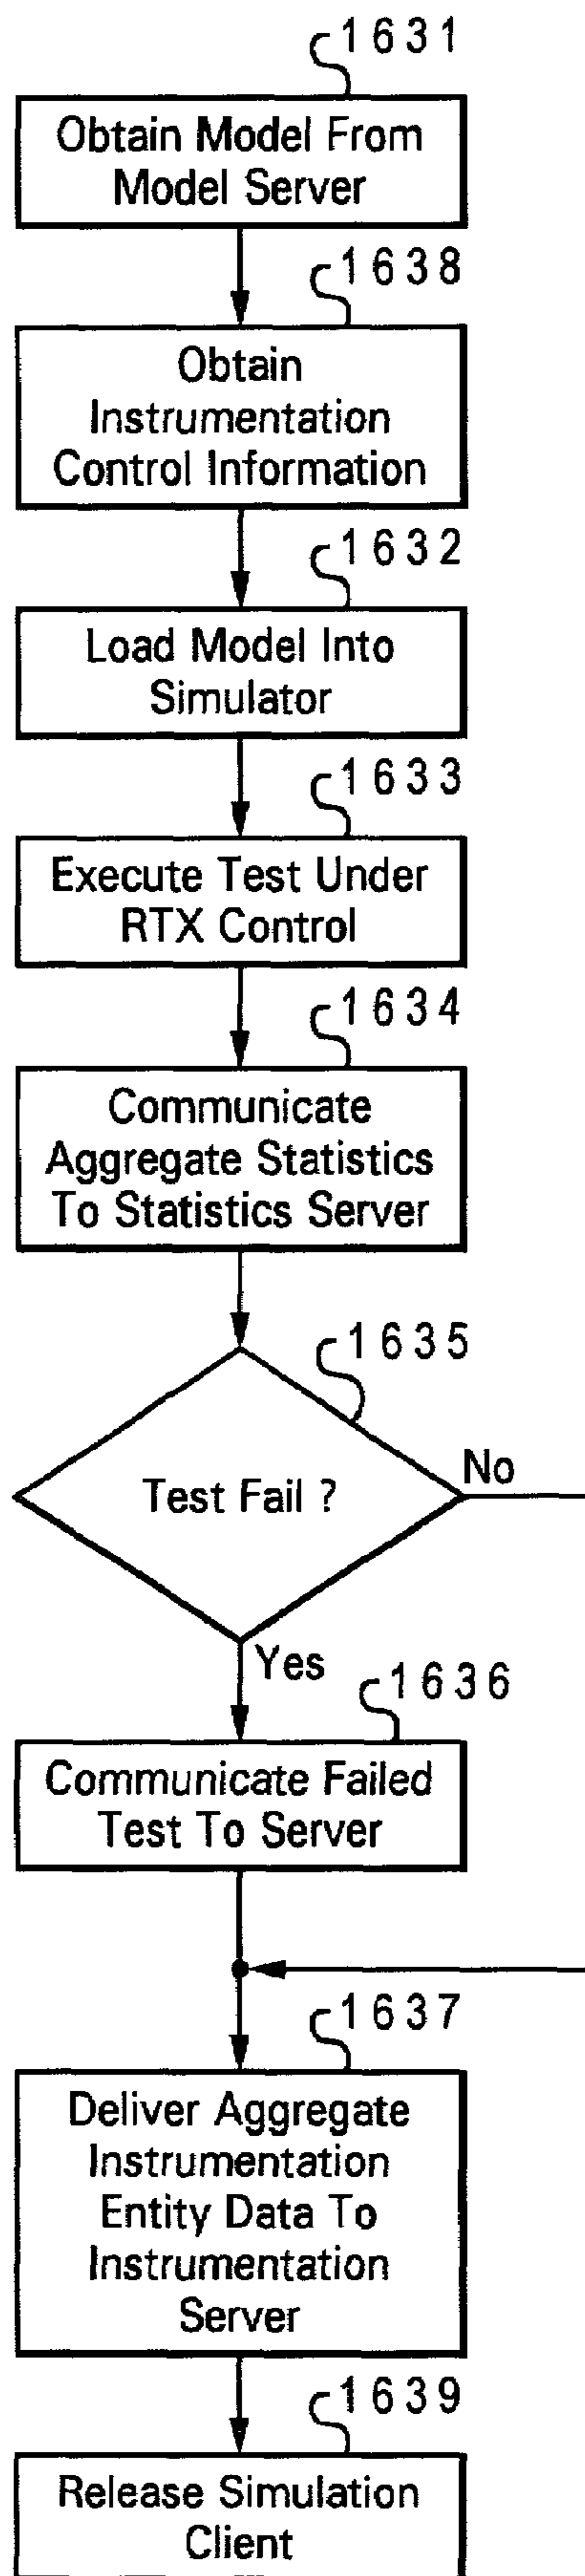 1631
Obtain Model From
Model Server
1638
Obtain
Instrumentation
Control Information
1632
Load Model Into
Simulator
1633
Execute Test Under
RTX Control
1634
Communicate
Aggregate Statistics
To Statistics Server
1635
Test Fail ?
No
Yes
1636
Communicate Failed
Test To Server
1637
Deliver Aggregate
Instrumentation
Entity Data To
Instrumentation
Server
1639
Release Simulation
Client